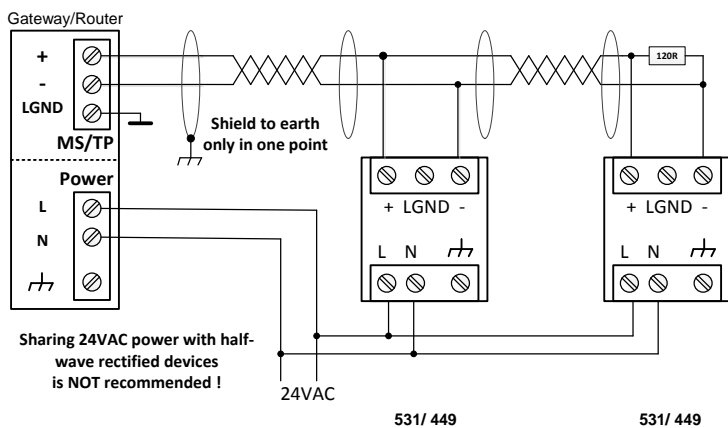 Gateway/Router
+
-
LGND
MS/TP
Power
L
N
Shield to earth
only in one point
120R
+ LGND -
L N
+ LGND -
L N
Sharing 24VAC power with half-
wave rectified devices
is NOT recommended !
24VAC
531/ 449
531/ 449